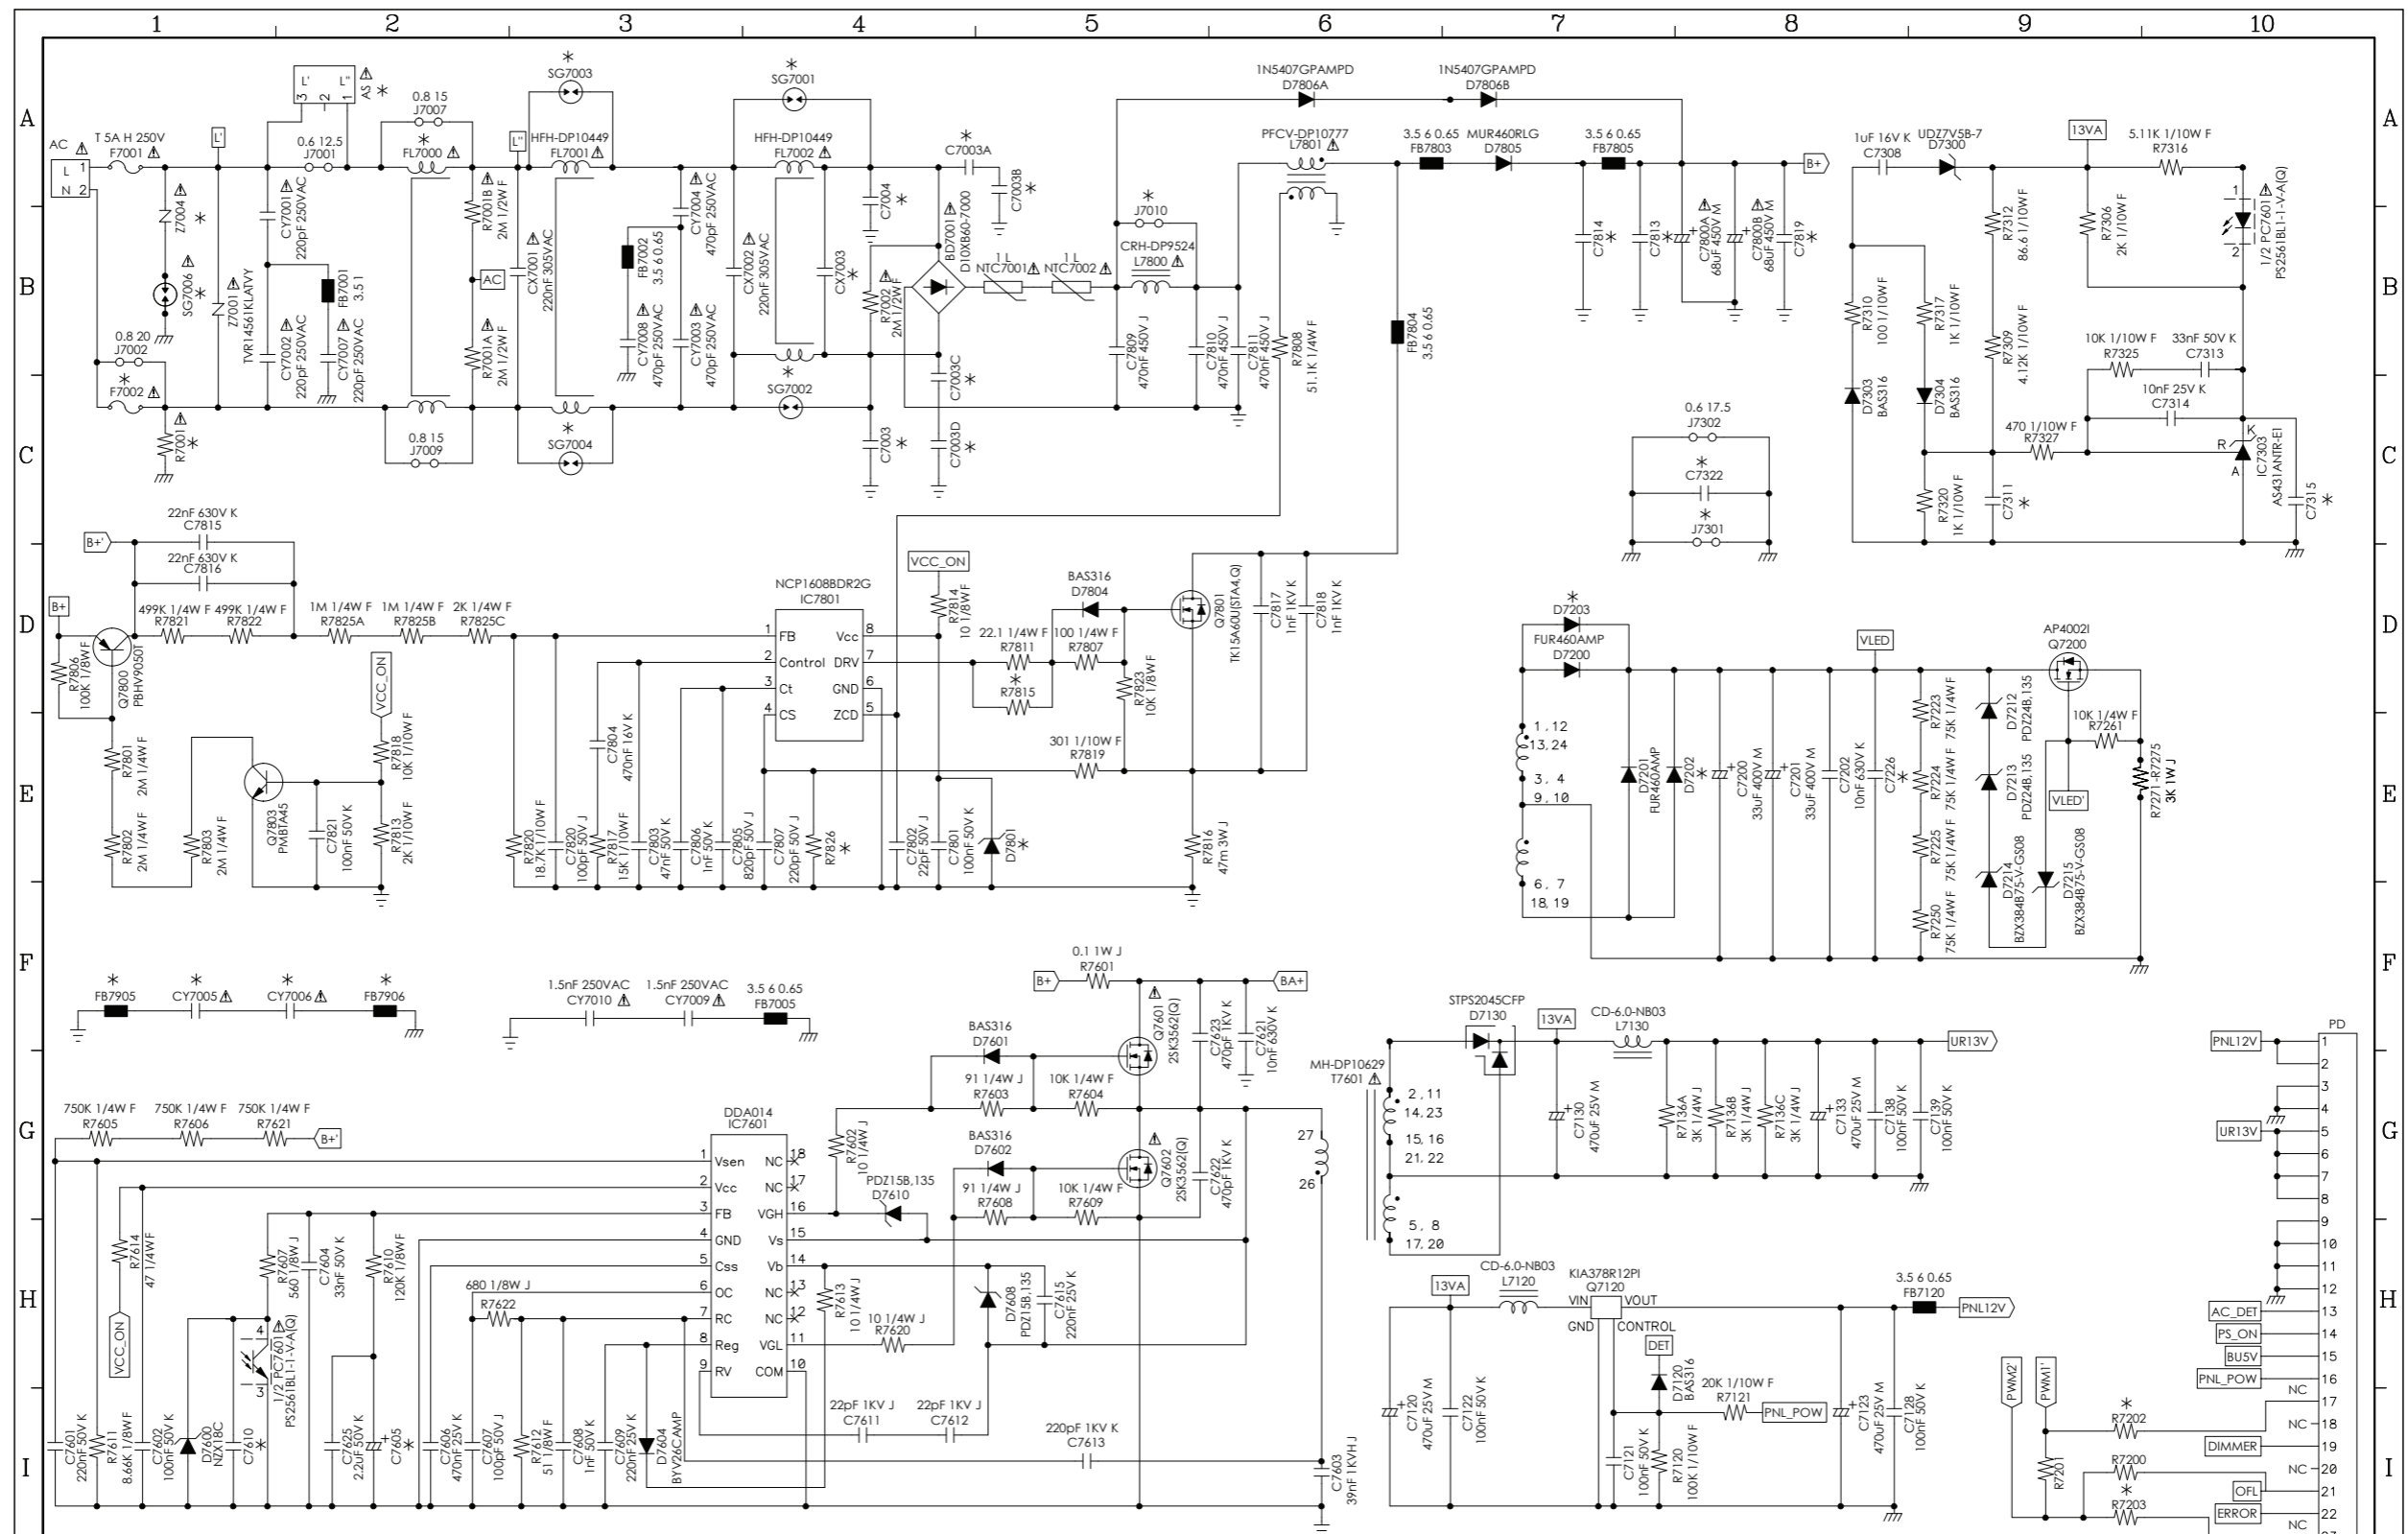 1 2 3 4 5 6 7 8 9 10
A
L' L"
3 2 1
AS *
AC
L 1
N 2
T 5A H 250V
F7001
L'
0.6 12.5
J7001
0.8 15
J7007
*
FL7000
L"
*
SG7003
HFH-DP10449
FL7001
*
SG7001
HFH-DP10449
FL7002
*
C7003A
C7003B *
1N5407GPAMPD
D7806A
1N5407GPAMPD
D7806B
PFCV-DP10777
L7801
3.5 6 0.65
FB7803
MUR460RLG
D7805
3.5 6 0.65
FB7805
B+
1uF 16V K
C7308
UDZ7V5B-7
D7300
13VA
5.11K 1/10W F
R7316
A
B
Z7004 *
SG7006 *
Z7001
TVR14561KLATVY
CY7001
220pF 250VAC
FB7001
3.5 1
CY7002
220pF 250VAC
CY7007
220pF 250VAC
0.8 20
J7002
*
F7002
R7001B
2M 1/2W F
AC
R7001A
2M 1/2W F
CX7001
220nF 305VAC
FB7002
3.5 6 0.65
CY7004
470pF 250VAC
CY7008
470pF 250VAC
CY7003
470pF 250VAC
CX7002
220nF 305VAC
CX7003 *
C7004 *
R7002
2M 1/2W F
BD7001
D10XB60-7000
1 L
NTC7001
1 L
NTC7002
*
J7010
CRH-DP9524
L7800
C7809
470nF 450V J
C7810
470nF 450V J
C7811
470nF 450V J
R7808
51.1K 1/4W F
FB7804
3.5 6 0.65
C7814 *
C7813 *
C7800A
68uF 450V M
C7800B
68uF 450V M
C7819 *
R7310
100 1/10W F
R7317
1K 1/10W F
R7312
86.6 1/10W F
R7309
4.12K 1/10W F
R7306
2K 1/10W F
1
2
1/2 PC7601
PS2561BL1-1-V-A(Q)
10K 1/10W F
R7325
33nF 50V K
C7313
B
C
R7001 *
0.8 15
J7009
*
SG7004
*
SG7002
C7003 *
C7003C *
C7003D *
0.6 17.5
J7302
*
C7322
*
J7301
D7303
BAS316
D7304
BAS316
10nF 25V K
C7314
470 1/10W F
R7327
R K A
IC7303
AS431ANTR-E1
R7320
1K 1/10W F
C7311 *
C7315 *
C
D
B+'
22nF 630V K
C7815
22nF 630V K
C7816
B+
R7806
100K 1/8W F
Q7800
PBHV9050T
499K 1/4W F
R7821
499K 1/4W F
R7822
1M 1/4W F
R7825A
1M 1/4W F
R7825B
2K 1/4W F
R7825C
VCC_ON
NCP1608BDR2G
IC7801
1 FB
2 Control
3 Ct
4 CS
Vcc 8
DRV 7
GND 6
ZCD 5
VCC_ON
R7814
10 1/8W F
BAS316
D7804
22.1 1/4W F
R7811
100 1/4W F
R7807
*
R7815
R7823
10K 1/8W F
Q7801
TK15A60U(STA4,Q)
C7817
1nF 1KV K
C7818
1nF 1KV K
*
D7203
FUR460AMP
D7200
VLED
AP4002I
Q7200
R7223
75K 1/4W F
D7212
PDZ24B,135
10K 1/4W F
R7261
D
E
R7801
2M 1/4W F
R7802
2M 1/4W F
R7803
2M 1/4W F
Q7803
PMBTA45
C7821
100nF 50V K
R7818
10K 1/10W F
R7813
2K 1/10W F
R7820
18.7K 1/10W F
C7820
100pF 50V J
C7804
470nF 16V K
R7817
15K 1/10W F
C7803
47nF 50V K
C7806
1nF 50V K
C7805
820pF 50V J
C7807
220pF 50V J
R7826 *
C7802
22pF 50V J
C7801
100nF 50V K
D7801 *
301 1/10W F
R7819
R7816
47m 3W J
1, 12
13, 24
3, 4
9, 10
6, 7
18, 19
D7201
FUR460AMP
D7202 *
C7200
33uF 400V M
C7201
33uF 400V M
C7202
10nF 630V K
C7226 *
R7224
75K 1/4W F
R7225
75K 1/4W F
R7250
75K 1/4W F
D7213
PDZ24B,135
D7214
BZX384B75-V-GS08
VLED'
D7215
BZX384B75-V-GS08
R7271-R7275
3K 1W J
E
F
*
FB7905
*
CY7005
*
CY7006
*
FB7906
1.5nF 250VAC
CY7010
1.5nF 250VAC
CY7009
3.5 6 0.65
FB7005
B+
0.1 1W J
R7601
BA+
Q7601
2SK3562(Q)
C7623
470pF 1KV K
C7621
10nF 630V K
BAS316
D7601
STPS2045CFP
D7130
13VA
CD-6.0-NB03
L7130
UR13V
PNL12V
PD
F
G
750K 1/4W F
R7605
750K 1/4W F
R7606
750K 1/4W F
R7621
B+'
DDA014
IC7601
1 Vsen
2 Vcc
3 FB
4 GND
5 Css
6 OC
7 RC
8 Reg
9 RV
NC 18
NC 17
VGH 16
Vs 15
Vb 14
NC 13
NC 12
VGL 11
COM 10
R7602
10 1/4W J
PDZ15B,135
D7610
91 1/4W J
R7603
10K 1/4W F
R7604
BAS316
D7602
91 1/4W J
R7608
10K 1/4W F
R7609
Q7602
2SK3562(Q)
C7622
470pF 1KV K
27
26
MH-DP10629
T7601
2, 11
14, 23
15, 16
21, 22
5, 8
17, 20
C7130
470uF 25V M
R7136A
3K 1/4W J
R7136B
3K 1/4W J
R7136C
3K 1/4W J
C7133
470uF 25V M
C7138
100nF 50V K
C7139
100nF 50V K
UR13V
1
2
3
4
5
6
7
8
G
H
R7614
47 1/4W F
VCC_ON
R7607
560 1/8W J
C7604
33nF 50V K
R7610
120K 1/8W F
4
3
1/2 PC7601
PS2561BL1-1-V-A(Q)
680 1/8W J
R7622
R7613
10 1/4W J
10 1/4W J
R7620
D7608
PDZ15B,135
C7615
220nF 25V K
13VA
CD-6.0-NB03
L7120
KIA378R12PI
Q7120
VIN VOUT
GND CONTROL
DET
D7120
BAS316
3.5 6 0.65
FB7120
PNL12V
9
10
11
12
AC_DET 13
PS_ON 14
BU5V 15
PNL_POW 16
H
I
C7601
220nF 50V K
R7611
8.66K 1/8W F
C7602
100nF 50V K
D7600
NZX18C
C7610 *
C7625
2.2uF 50V K
C7605 *
C7606
470nF 25V K
C7607
100pF 50V J
R7612
51 1/8W F
C7608
1nF 50V K
C7609
220nF 25V K
D7604
BYV26CAMP
22pF 1KV J
C7611
22pF 1KV J
C7612
220pF 1KV K
C7613
C7603
39nF 1KVH J
C7120
470uF 25V M
C7122
100nF 50V K
C7121
100nF 50V K
R7120
100K 1/10W F
20K 1/10W F
R7121
PNL_POW
C7123
470uF 25V M
C7128
100nF 50V K
PWM2'
PWM1'
R7201
*
R7202
*
R7200
*
R7203
NC 17
NC 18
DIMMER 19
NC 20
OFL 21
ERROR 22
NC
I